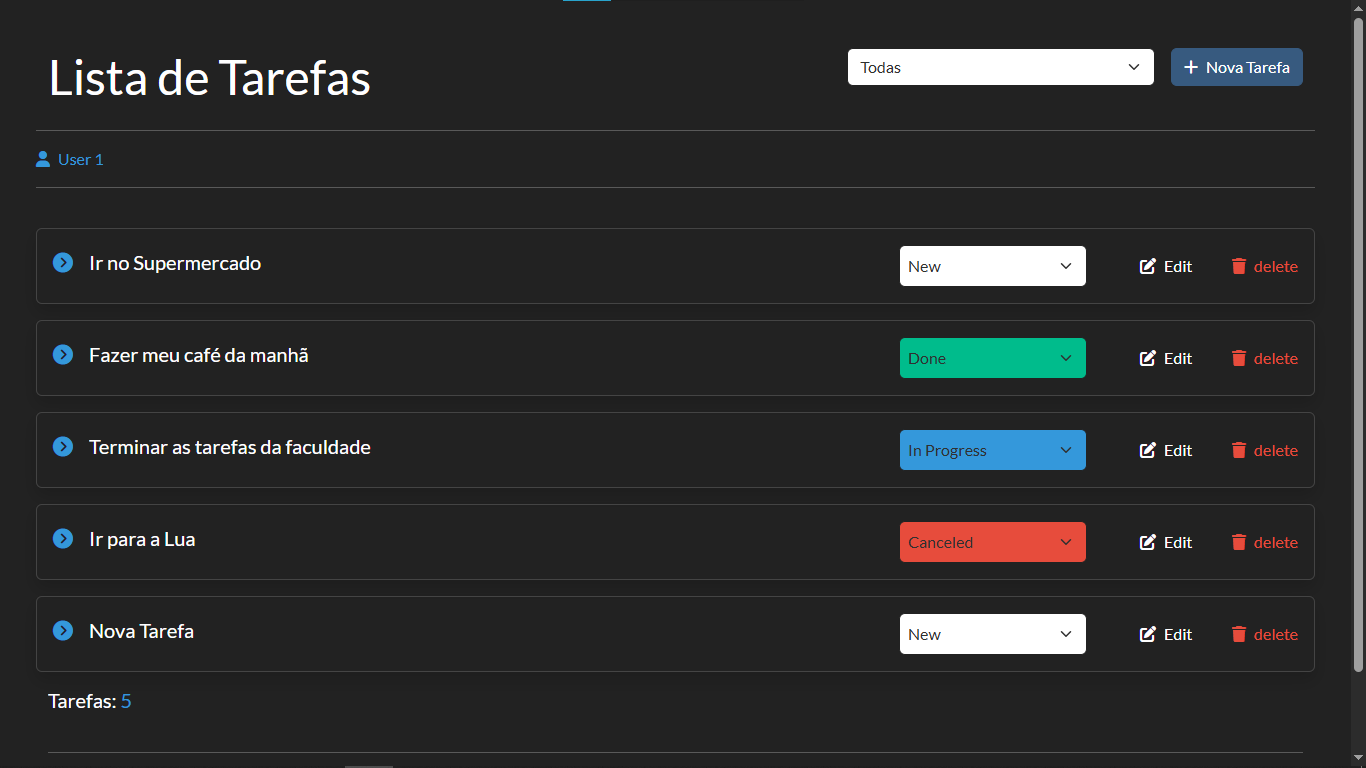 Lista de Tarefas
Todas
Nova Tarefa
User 1
Ir no Supermercado
New
Edit
delete
Fazer meu café da manhã
Done
Edit
delete
Terminar as tarefas da faculdade
In Progress
Edit
delete
Ir para a Lua
Canceled
Edit
delete
Nova Tarefa
New
Edit
delete
Tarefas: 5